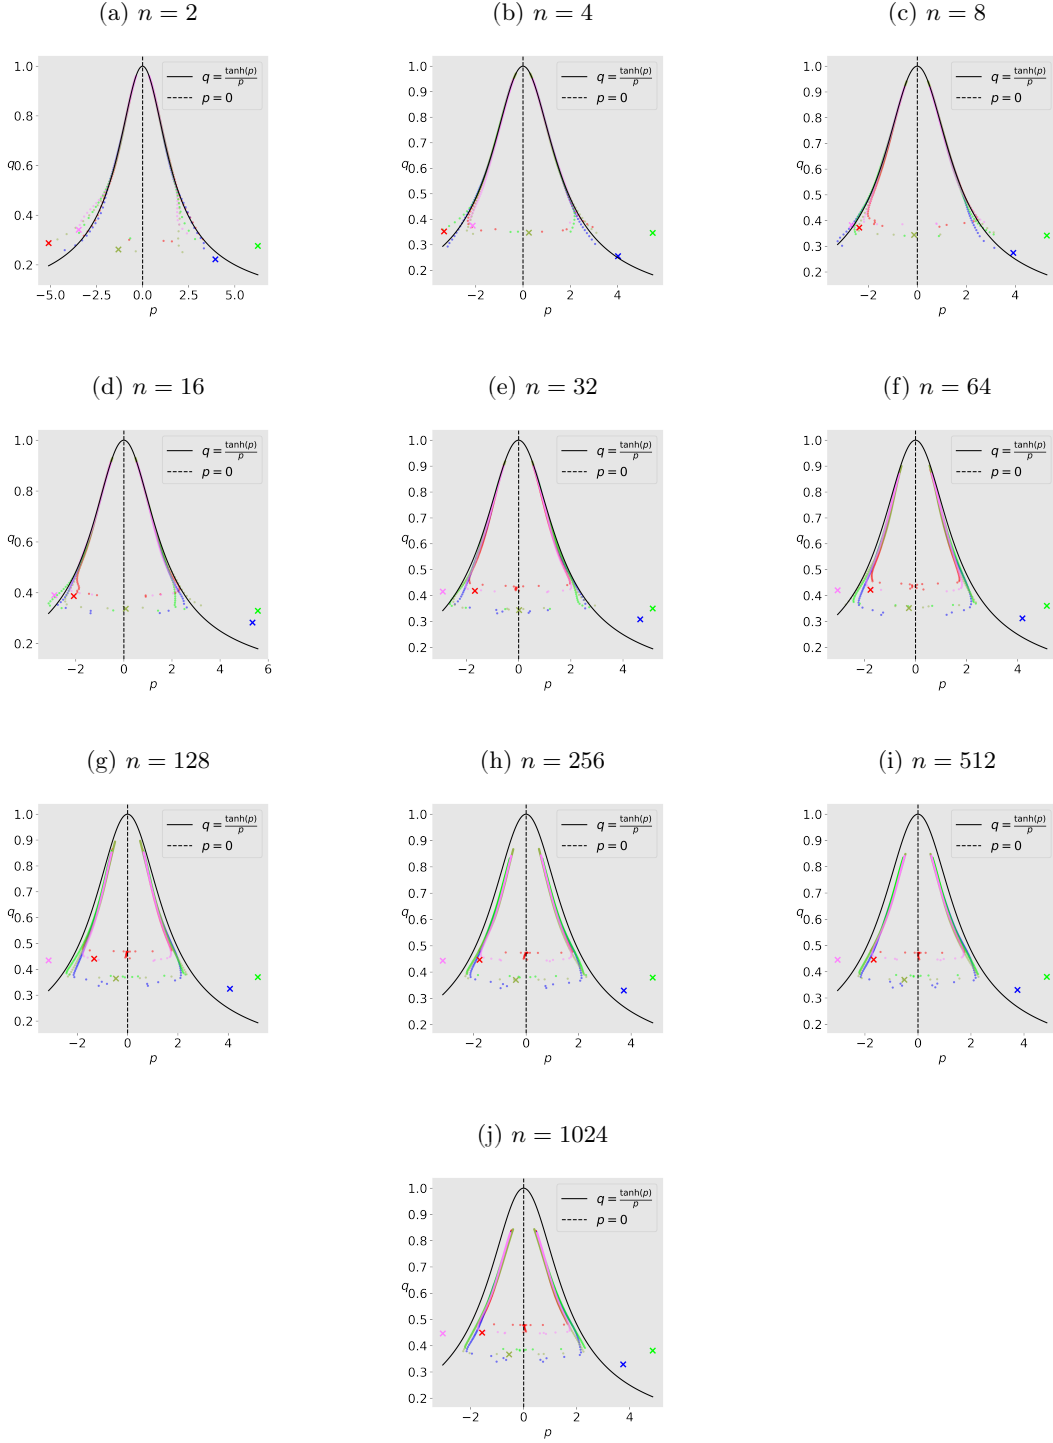 (a) n = 2
(b) n = 4
(c) n = 8
1.0
0.8
q0.6
0.4
0.2
−5.0 −2.5 0.0 2.5 5.0
p
q = tanh(p)/p
p = 0
1.0
0.9
0.8
0.7
q0.6
0.5
0.4
0.3
0.2
−2 0 2 4
p
q = tanh(p)/p
p = 0
1.0
0.9
0.8
0.7
q0.6
0.5
0.4
0.3
0.2
−2 0 2 4
p
q = tanh(p)/p
p = 0
(d) n = 16
(e) n = 32
(f) n = 64
1.0
0.8
q0.6
0.4
0.2
−2 0 2 4 6
p
q = tanh(p)/p
p = 0
1.0
0.9
0.8
0.7
q0.6
0.5
0.4
0.3
0.2
−2 0 2 4
p
q = tanh(p)/p
p = 0
1.0
0.9
0.8
0.7
q0.6
0.5
0.4
0.3
0.2
−2 0 2 4
p
q = tanh(p)/p
p = 0
(g) n = 128
(h) n = 256
(i) n = 512
1.0
0.9
0.8
0.7
q0.6
0.5
0.4
0.3
0.2
−2 0 2 4
p
q = tanh(p)/p
p = 0
1.0
0.9
0.8
0.7
q0.6
0.5
0.4
0.3
0.2
−2 0 2 4
p
q = tanh(p)/p
p = 0
1.0
0.9
0.8
0.7
q0.6
0.5
0.4
0.3
0.2
−2 0 2 4
p
q = tanh(p)/p
p = 0
(j) n = 1024
1.0
0.9
0.8
0.7
q0.6
0.5
0.4
0.3
0.2
−2 0 2 4
p
q = tanh(p)/p
p = 0